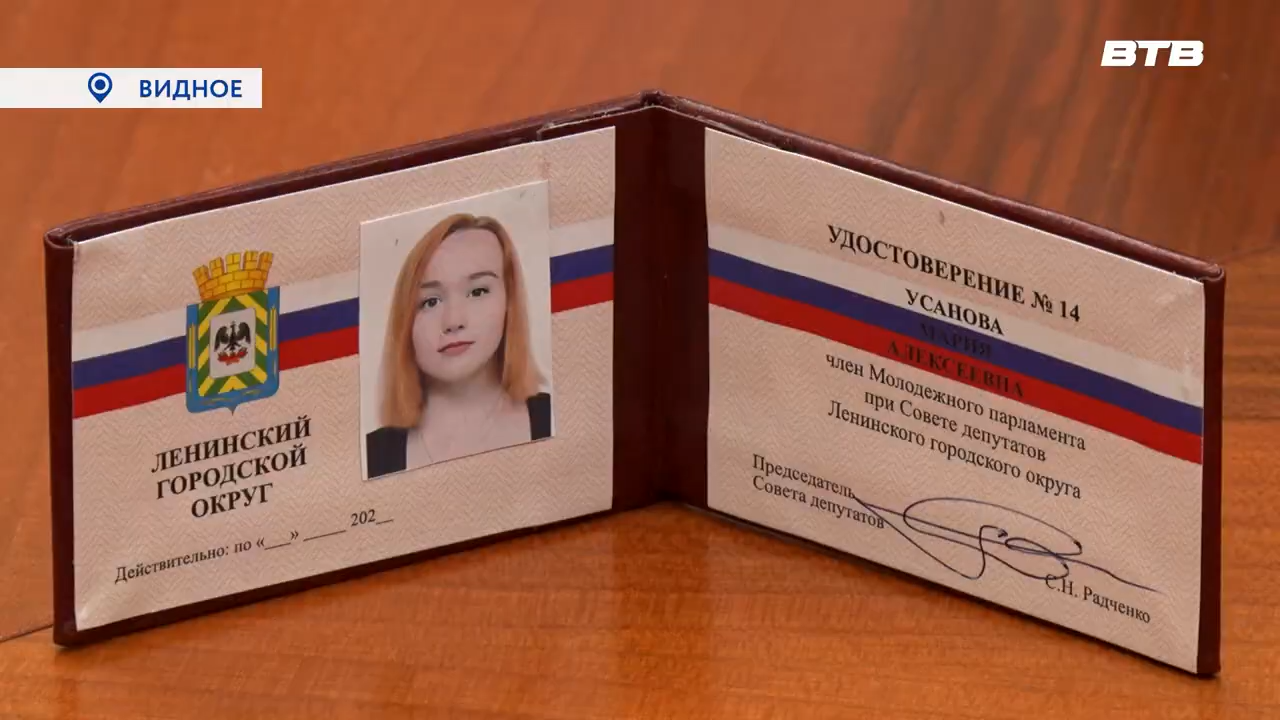 ВИДНОЕ
ВТВ
ЛЕНИНСКИЙ
ГОРОДСКОЙ
ОКРУГ
Действительно: по «___» _____ 202__
УДОСТОВЕРЕНИЕ № 14
УСАНОВА
МАРИЯ
АЛЕКСЕЕВНА
член Молодежного парламента
при Совете депутатов
Ленинского городского округа
Председатель
Совета депутатов
С.Н. Радченко